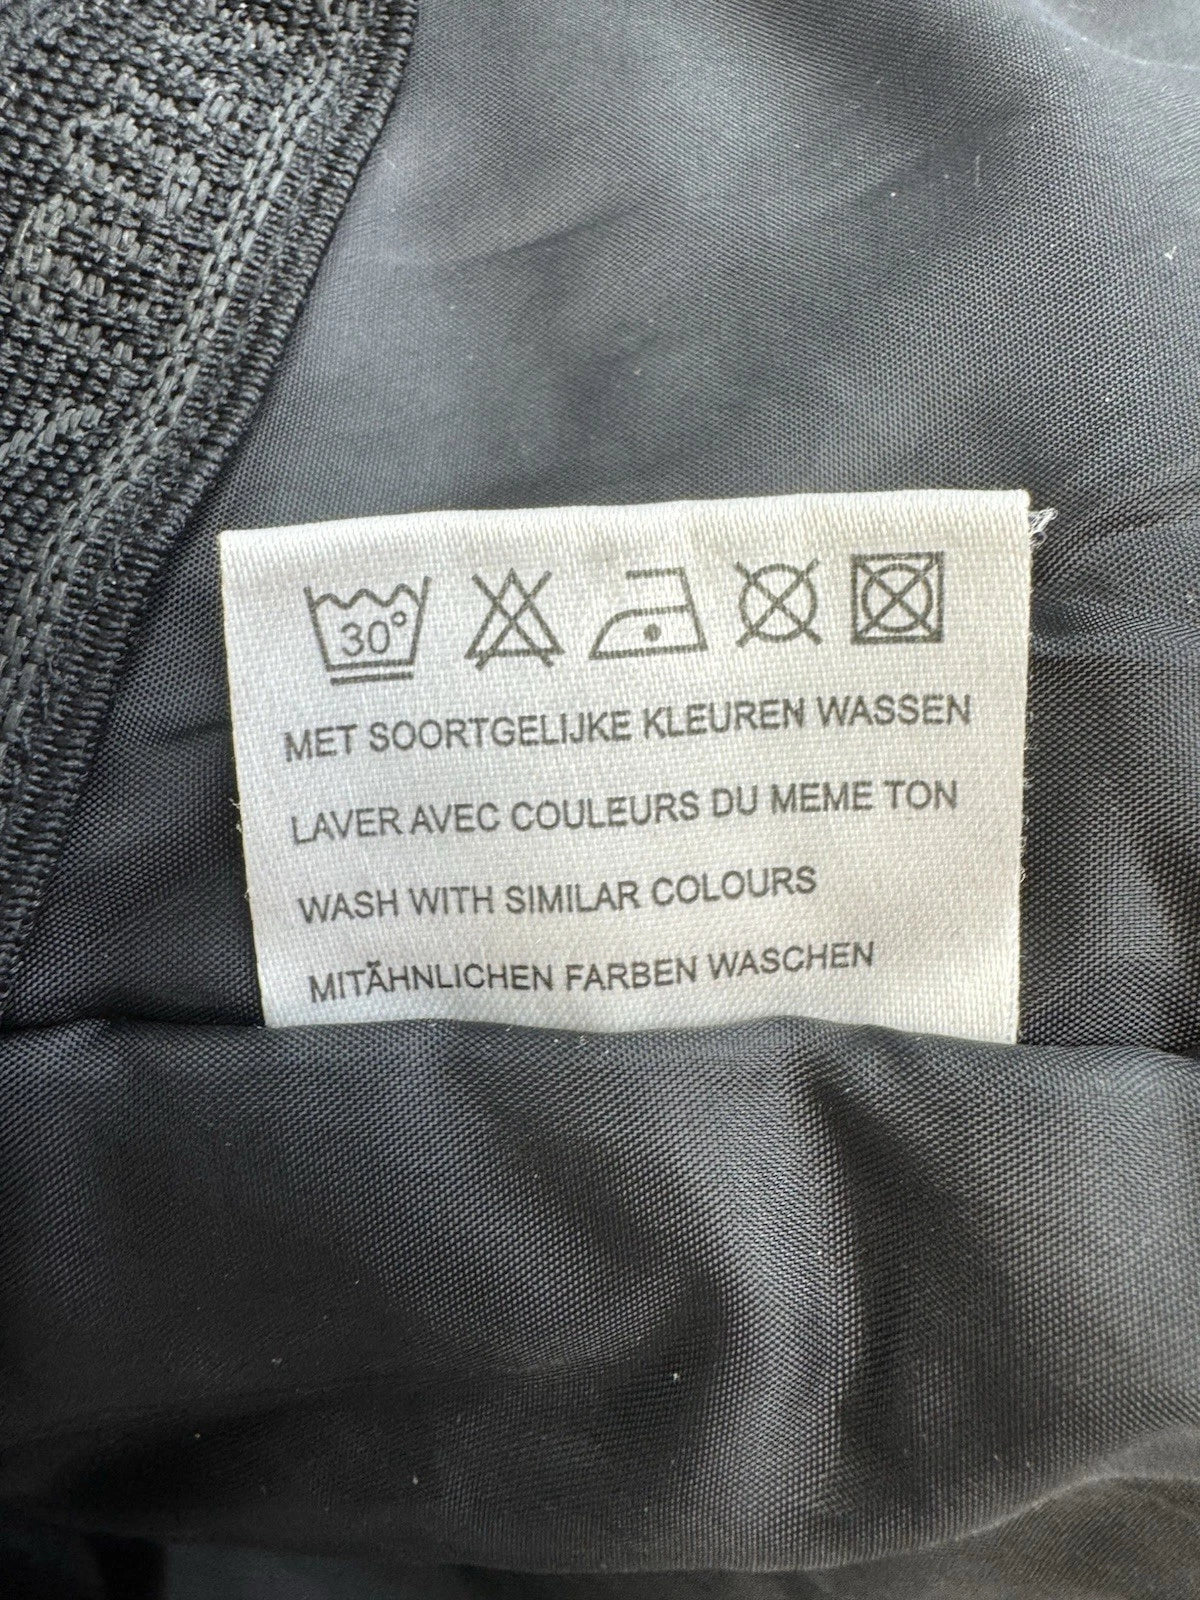 30°
MET SOORTGELIJKE KLEUREN WASSEN
LAVER AVEC COULEURS DU MEME TON
WASH WITH SIMILAR COLOURS
MITÄHNLICHEN FARBEN WASCHEN